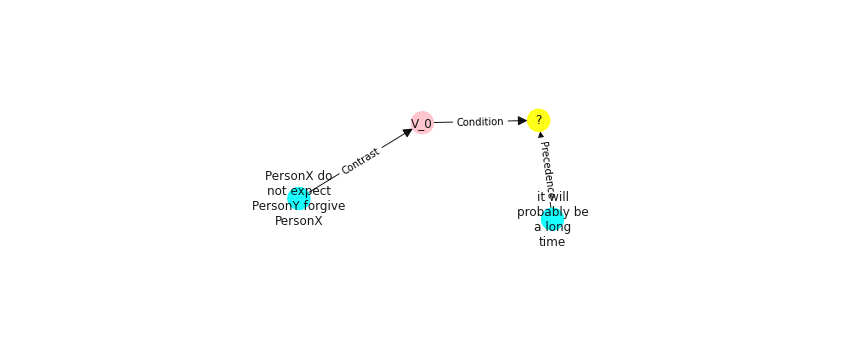 V_0
Condition
?
Contrast
Precedence
PersonX do
not expect
PersonY forgive
PersonX
it will
probably be
a long
time